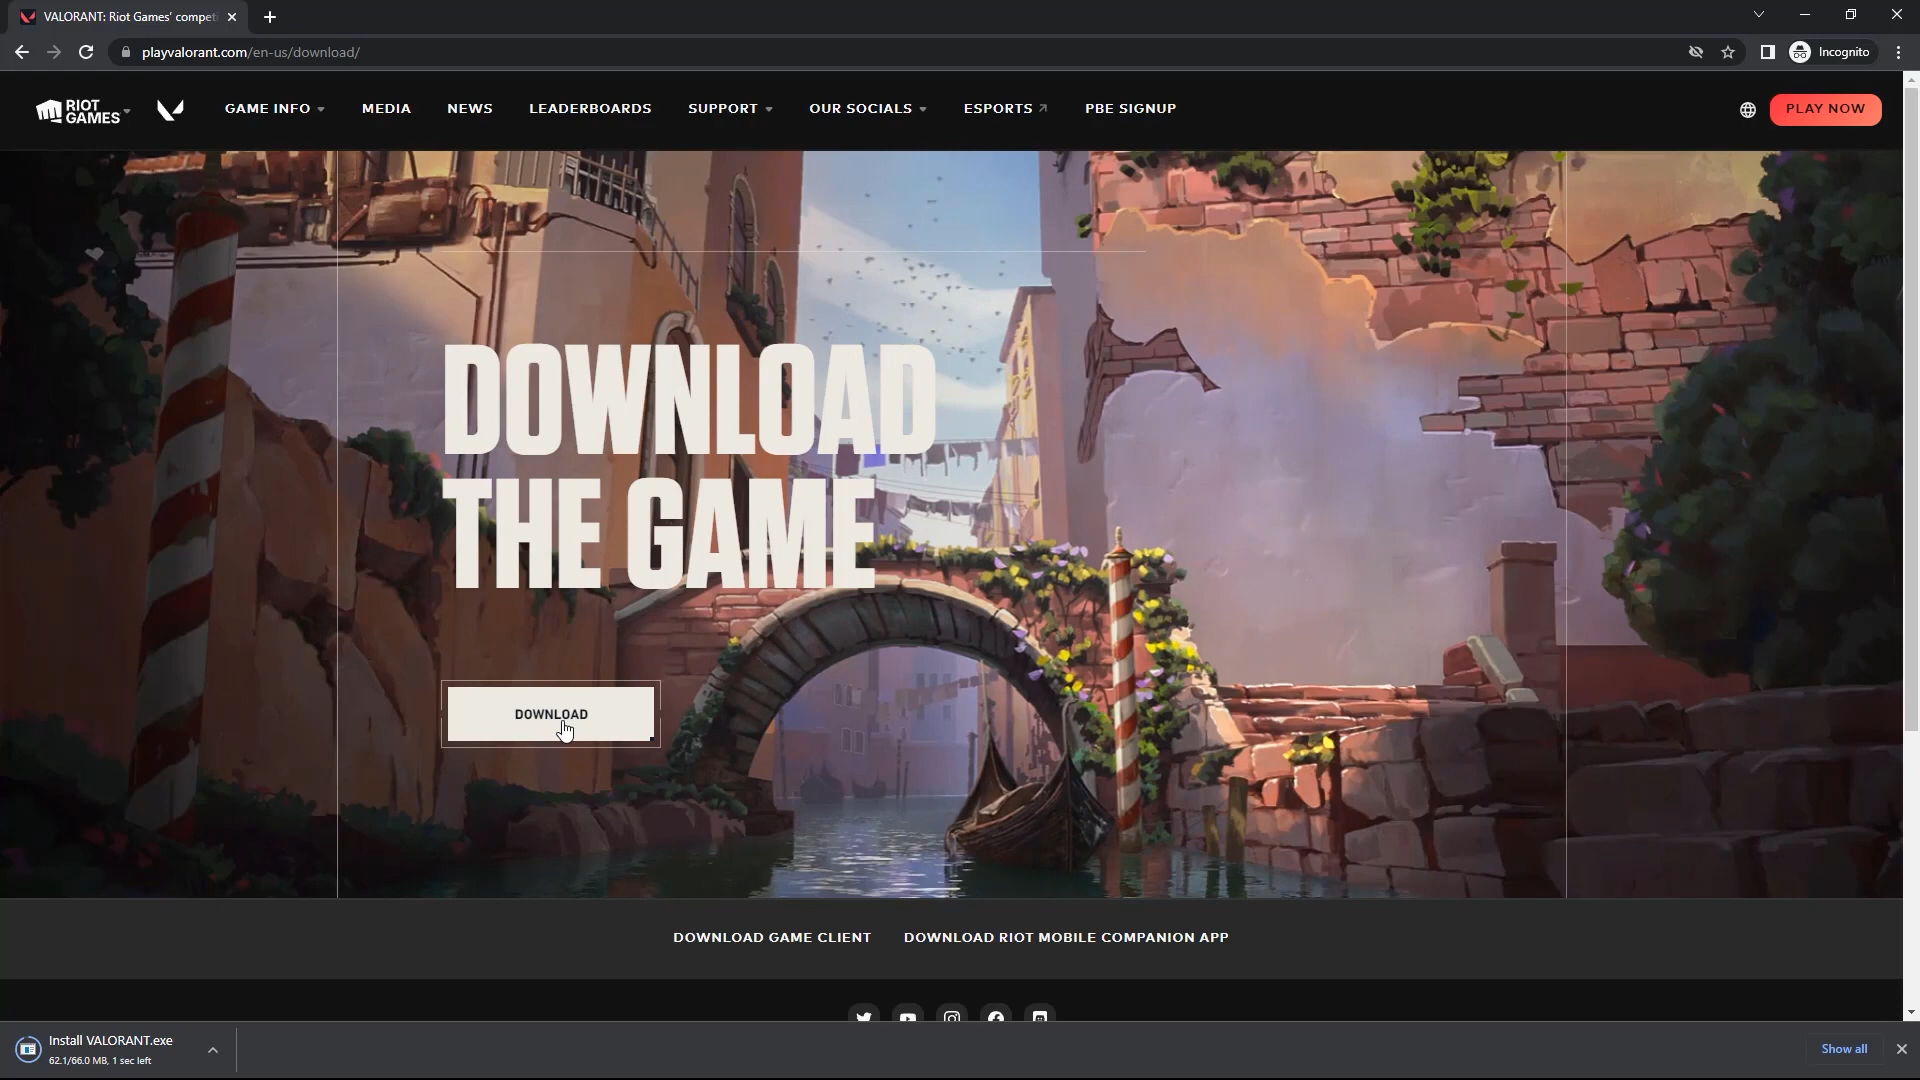 VALORANT: Riot Games' competi
playvalorant.com/en-us/download/
Incognito
RIOT GAMES
GAME INFO
MEDIA
NEWS
LEADERBOARDS
SUPPORT
OUR SOCIALS
ESPORTS
PBE SIGNUP
PLAY NOW
DOWNLOAD
THE GAME
DOWNLOAD
DOWNLOAD GAME CLIENT
DOWNLOAD RIOT MOBILE COMPANION APP
Install VALORANT.exe
62.1/66.0 MB, 1 sec left
Show all